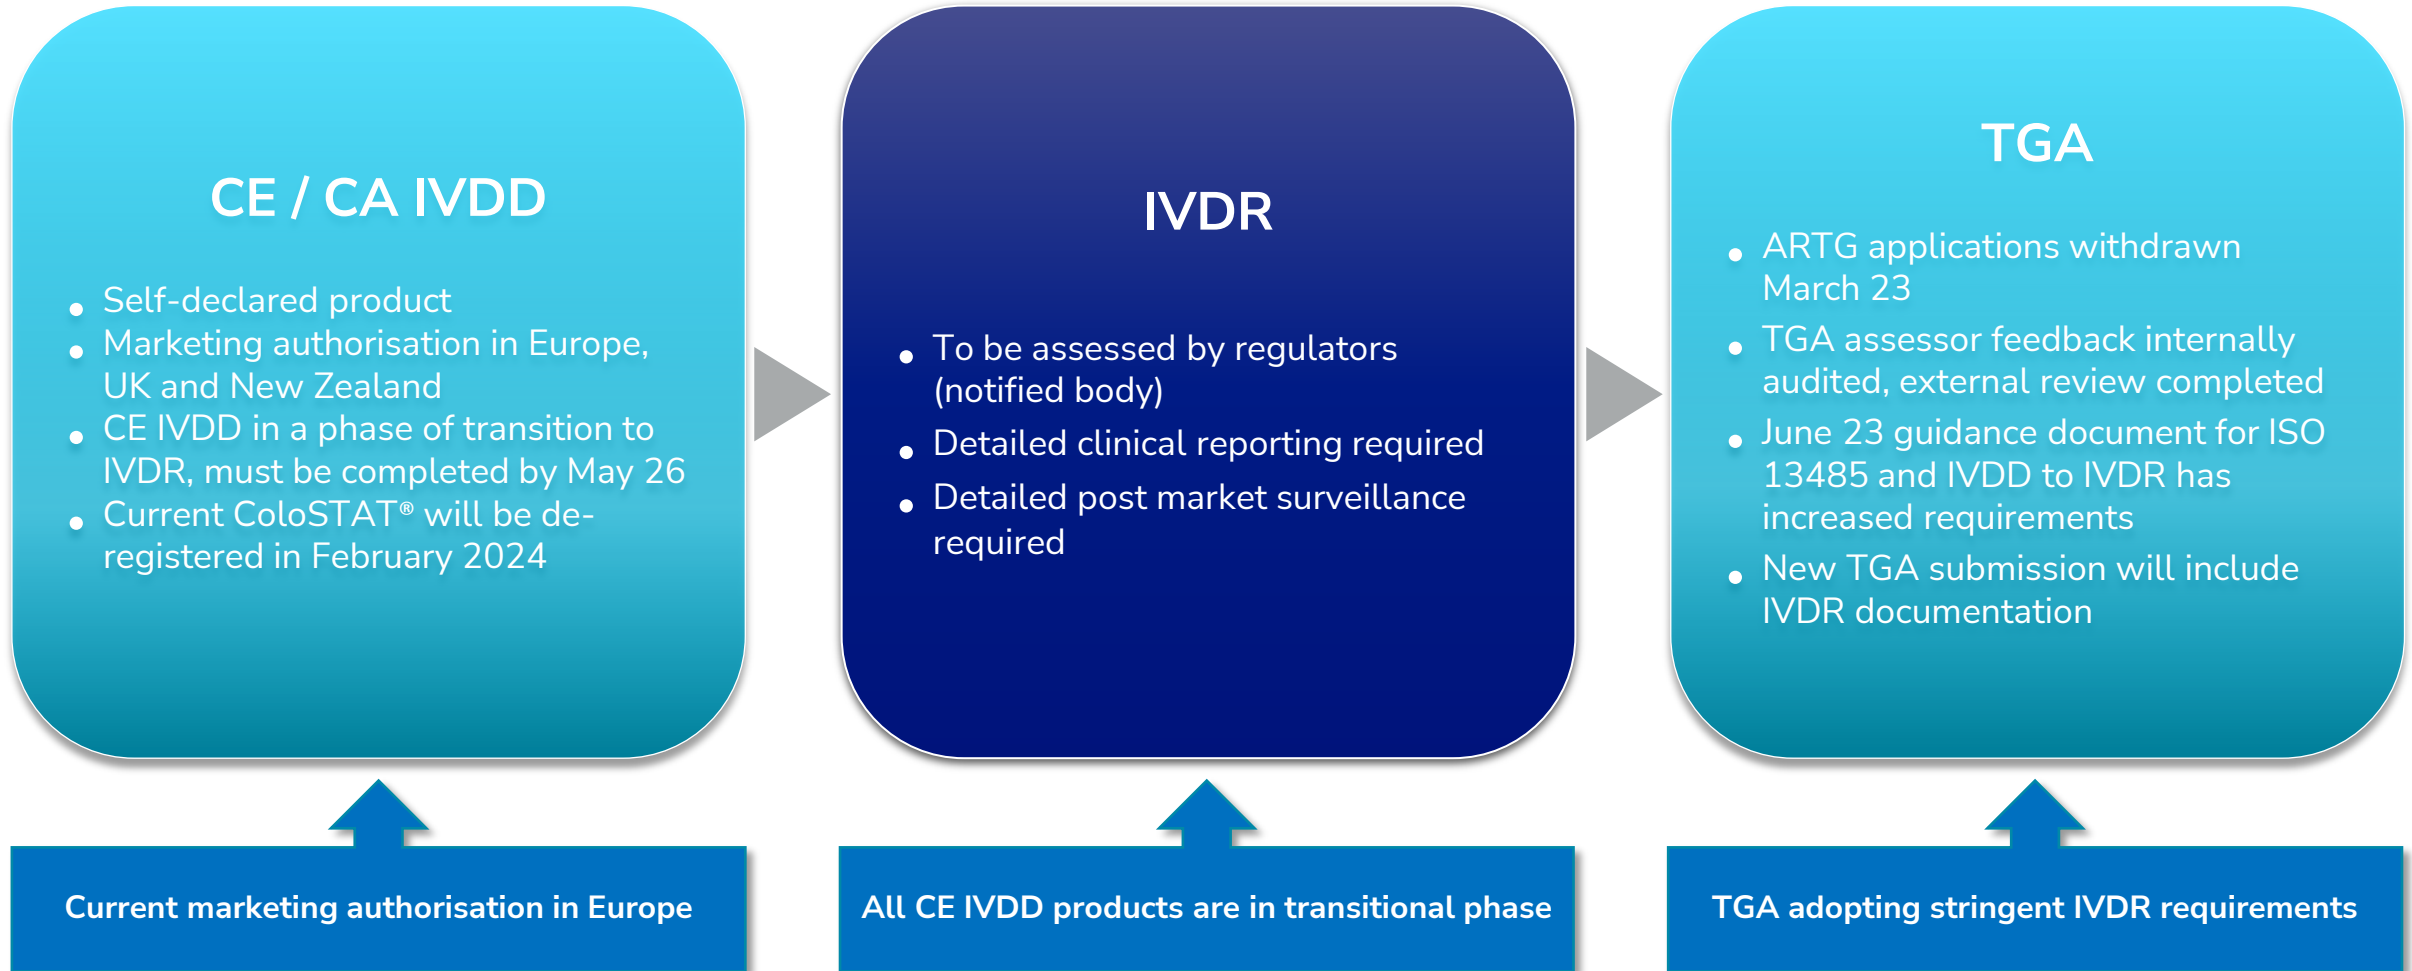 CE / CA IVDD
• Self-declared product
• Marketing authorisation in Europe,
UK and New Zealand
• CE IVDD in a phase of transition to
IVDR, must be completed by May 26
• Current ColoSTAT® will be de-
registered in February 2024
IVDR
• To be assessed by regulators
(notified body)
• Detailed clinical reporting required
• Detailed post market surveillance
required
TGA
• ARTG applications withdrawn
March 23
• TGA assessor feedback internally
audited, external review completed
• June 23 guidance document for ISO
13485 and IVDD to IVDR has
increased requirements
• New TGA submission will include
IVDR documentation
Current marketing authorisation in Europe
All CE IVDD products are in transitional phase
TGA adopting stringent IVDR requirements